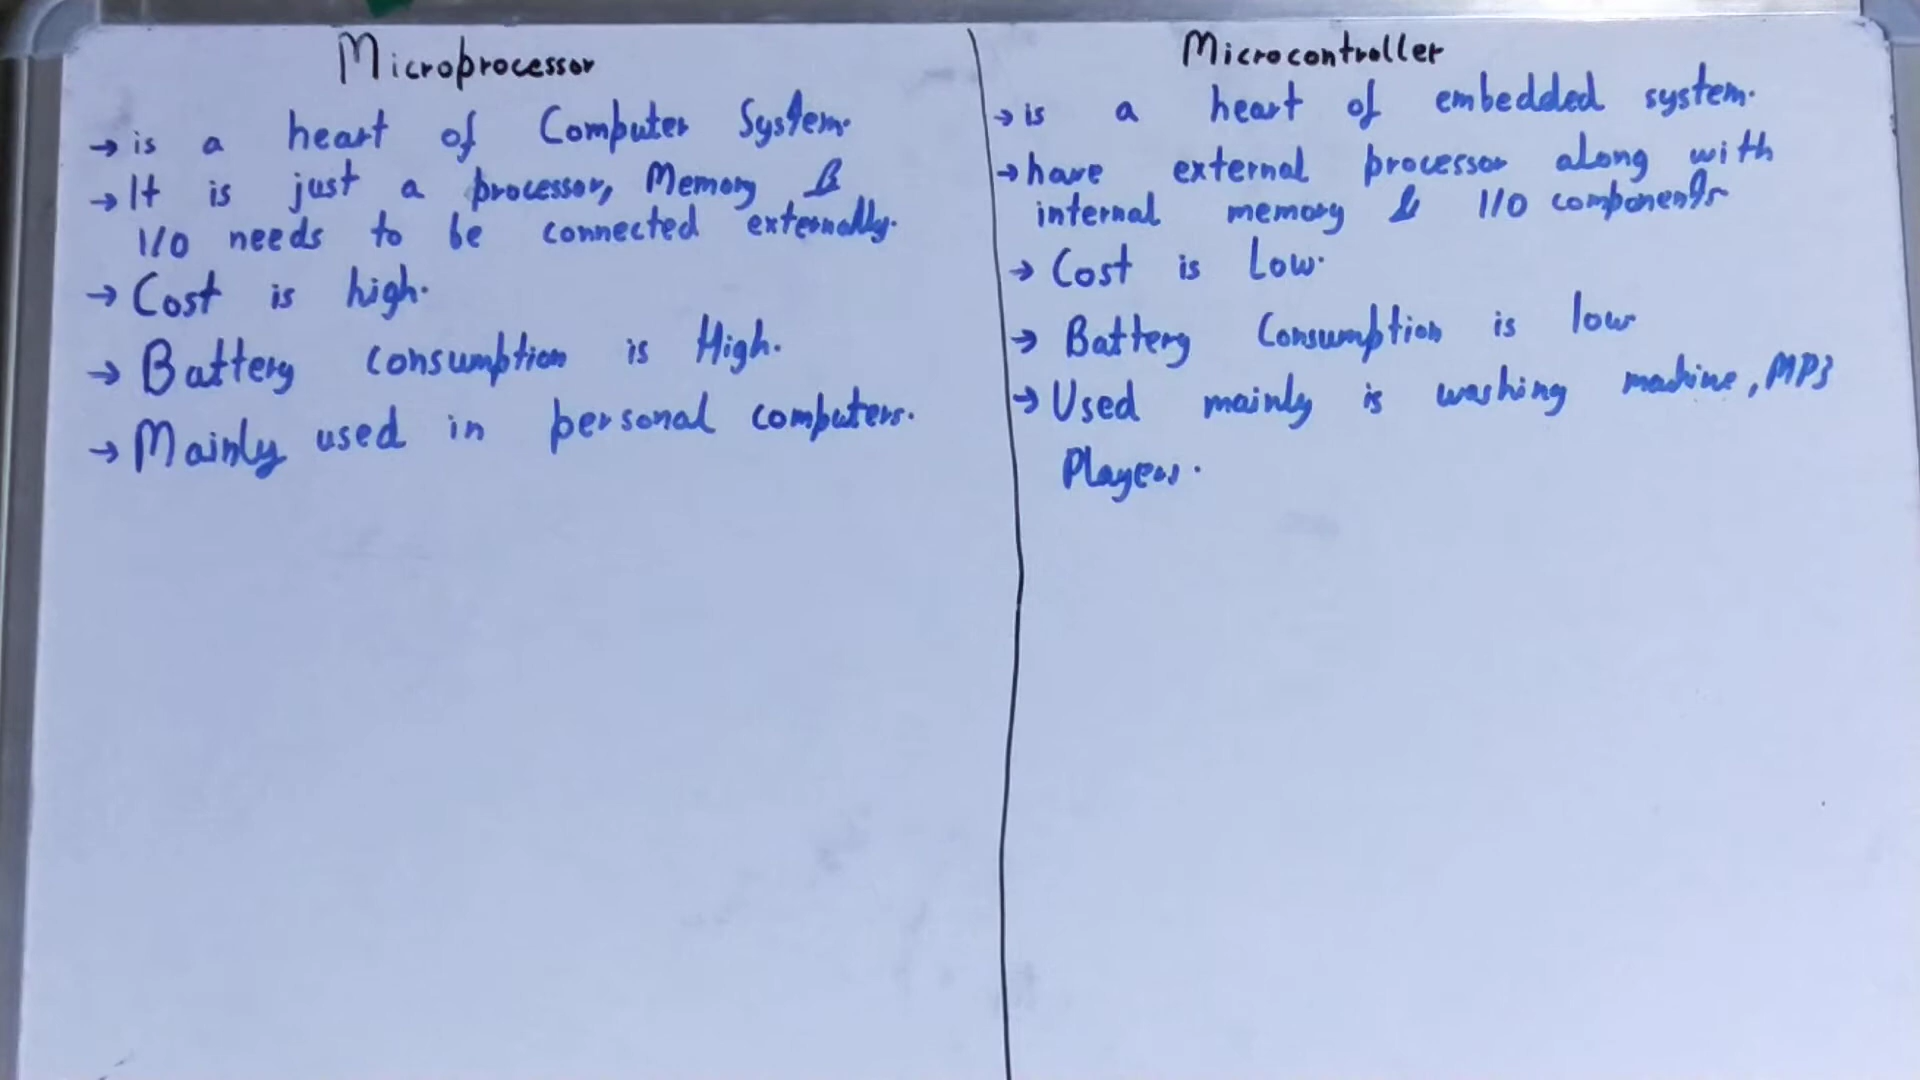 Microprocessor
→ is a heart of Computer System.
→ It is just a processor, Memory &
I/O needs to be connected externally.
→ Cost is high.
→ Battery consumption is High.
→ Mainly used in personal computers.
Microcontroller
→ is a heart of embedded system.
→ have external processor along with
internal memory & I/O components
→ Cost is Low.
→ Battery Consumption is low
→ Used mainly is washing machine, MP3
Players.